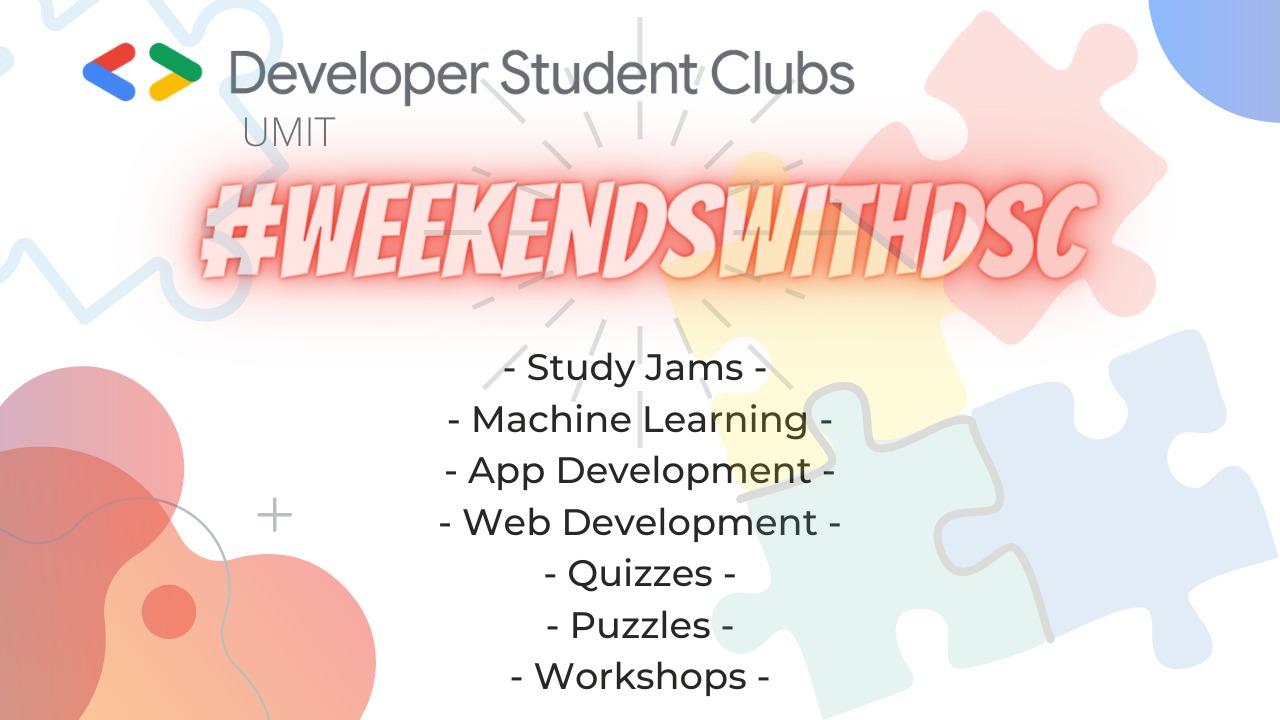 Developer Student Clubs
UMIT
#WEEKENDSWITHDSC
- Study Jams -
- Machine Learning -
- App Development -
- Web Development -
- Quizzes -
- Puzzles -
- Workshops -